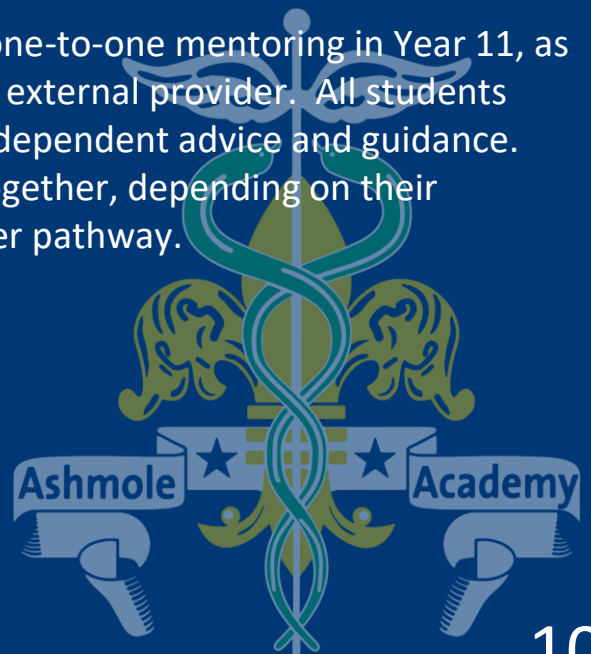 one-to-one mentoring in Year 11, as
external provider. All students
dependent advice and guidance.
ogether, depending on their
er pathway.
Ashmole Academy
10